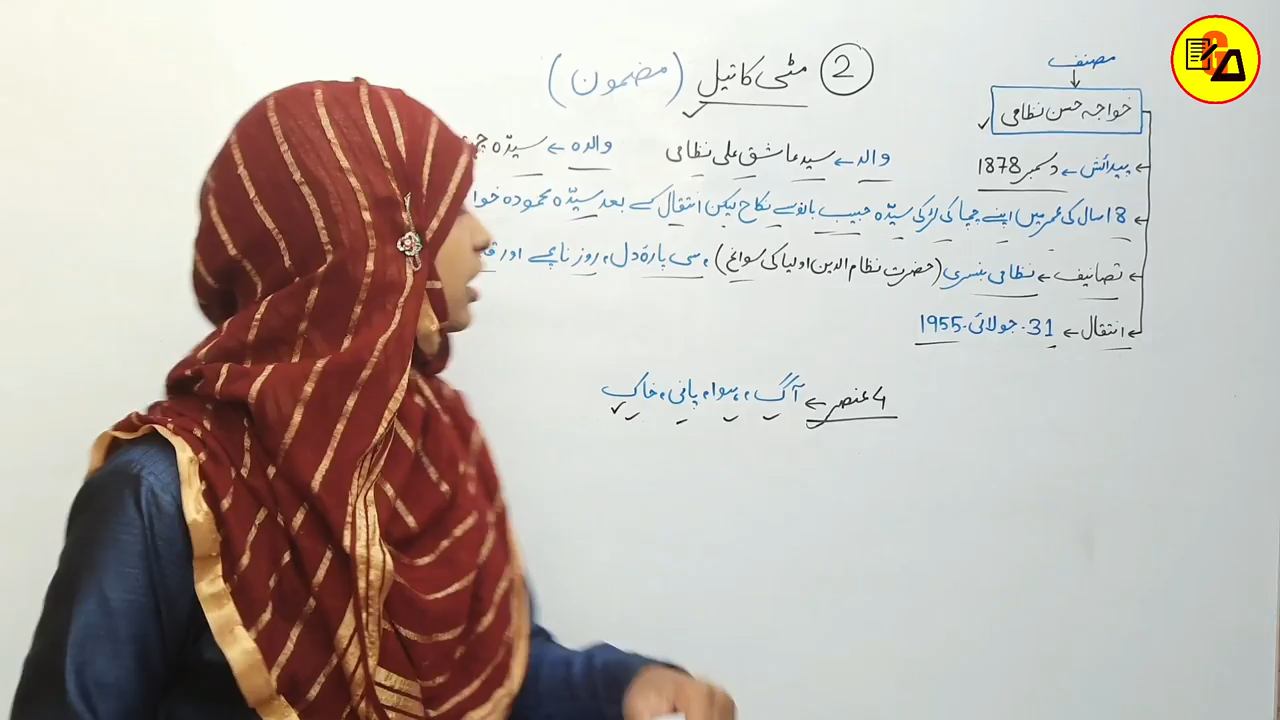 2 مٹی کا تیل (مضمون)
مصنف
خواجہ حسن نظامی
پیدائش ← دسمبر 1878
والد ← سید عاشق علی نظامی
والدہ ← سیدہ
18 سال کی عمر میں اپنے چچا کی لڑکی سیدہ حبیب بانو سے نکاح لیکن انتقال کے بعد سیدہ محمودہ
تصانیف ← نظامی بنسری (حضرت نظام الدین اولیا کی سوانح)، سی پارۂ دل، روزنامچے اور
انتقال ← 31 جولائی 1955
4 عنصر ← آگ، ہوا، پانی، خاک